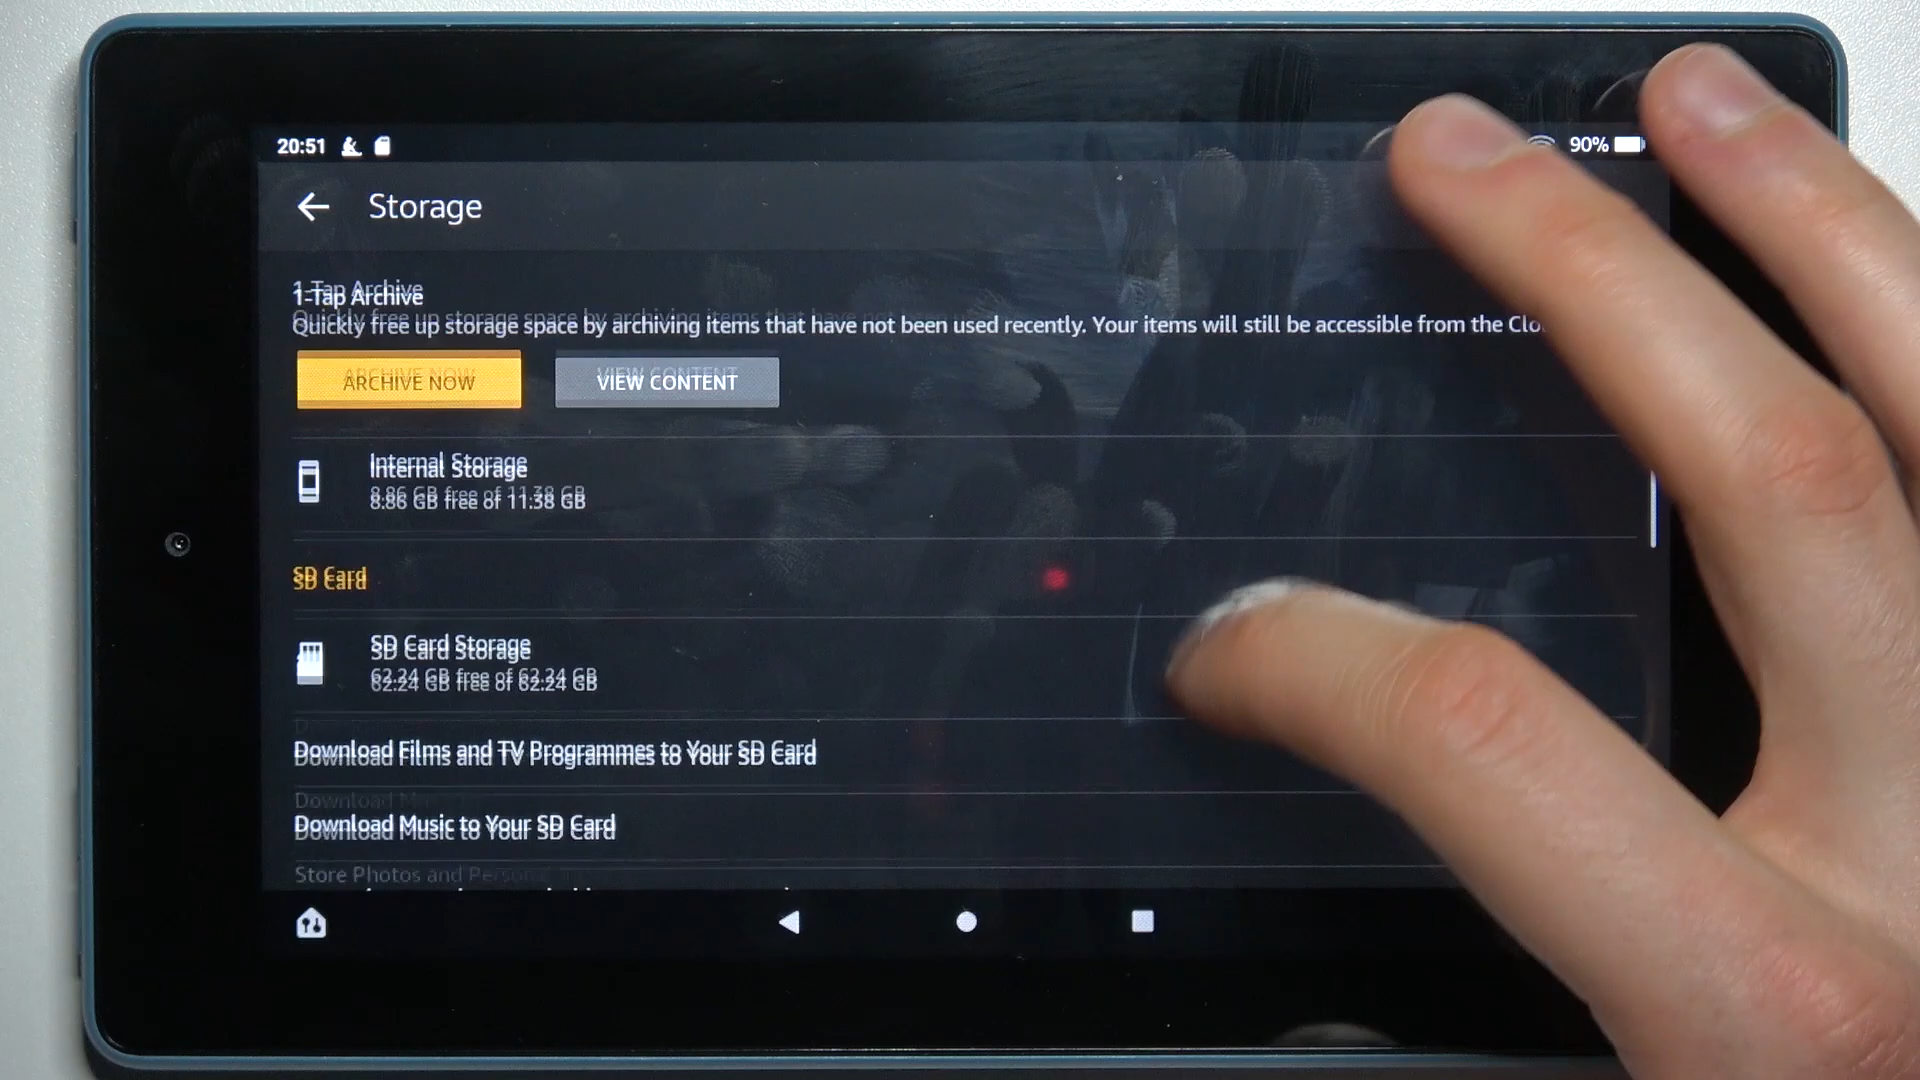 20:51
90%
Storage
1-Tap Archive
Quickly free up storage space by archiving items that have not been used recently. Your items will still be accessible from the
ARCHIVE NOW
VIEW CONTENT
Internal Storage
8.86 GB free of 11.38 GB
SD Card
SD Card Storage
62.24 GB free of 62.24 GB
Download Films and TV Programmes to Your SD Card
Download Music to Your SD Card
Store Photos and